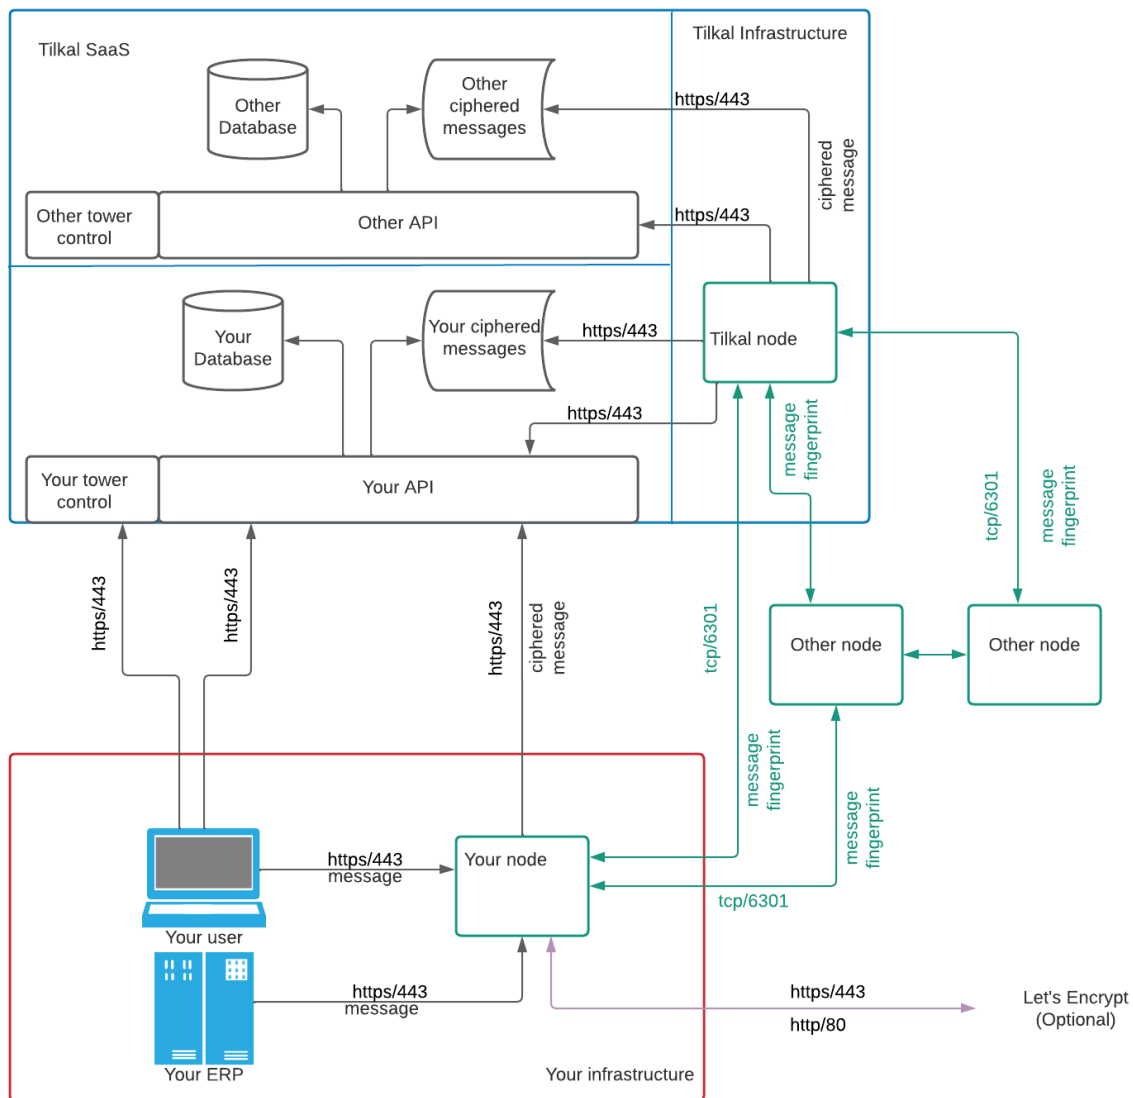 Tilkal SaaS
Tilkal Infrastructure
Other
Database
Other
ciphered
messages
https/443
ciphered
message
Other tower
control
Other API
https/443
Your
Database
Your ciphered
messages
https/443
Tilkal node
https/443
message
fingerprint
Your tower
control
Your API
tcp/6301
message
fingerprint
https/443
https/443
https/443
ciphered
message
tcp/6301
Other node
Other node
message
fingerprint
message
fingerprint
https/443
message
Your node
tcp/6301
Your user
https/443
message
https/443
http/80
Let's Encrypt
(Optional)
Your ERP
Your infrastructure